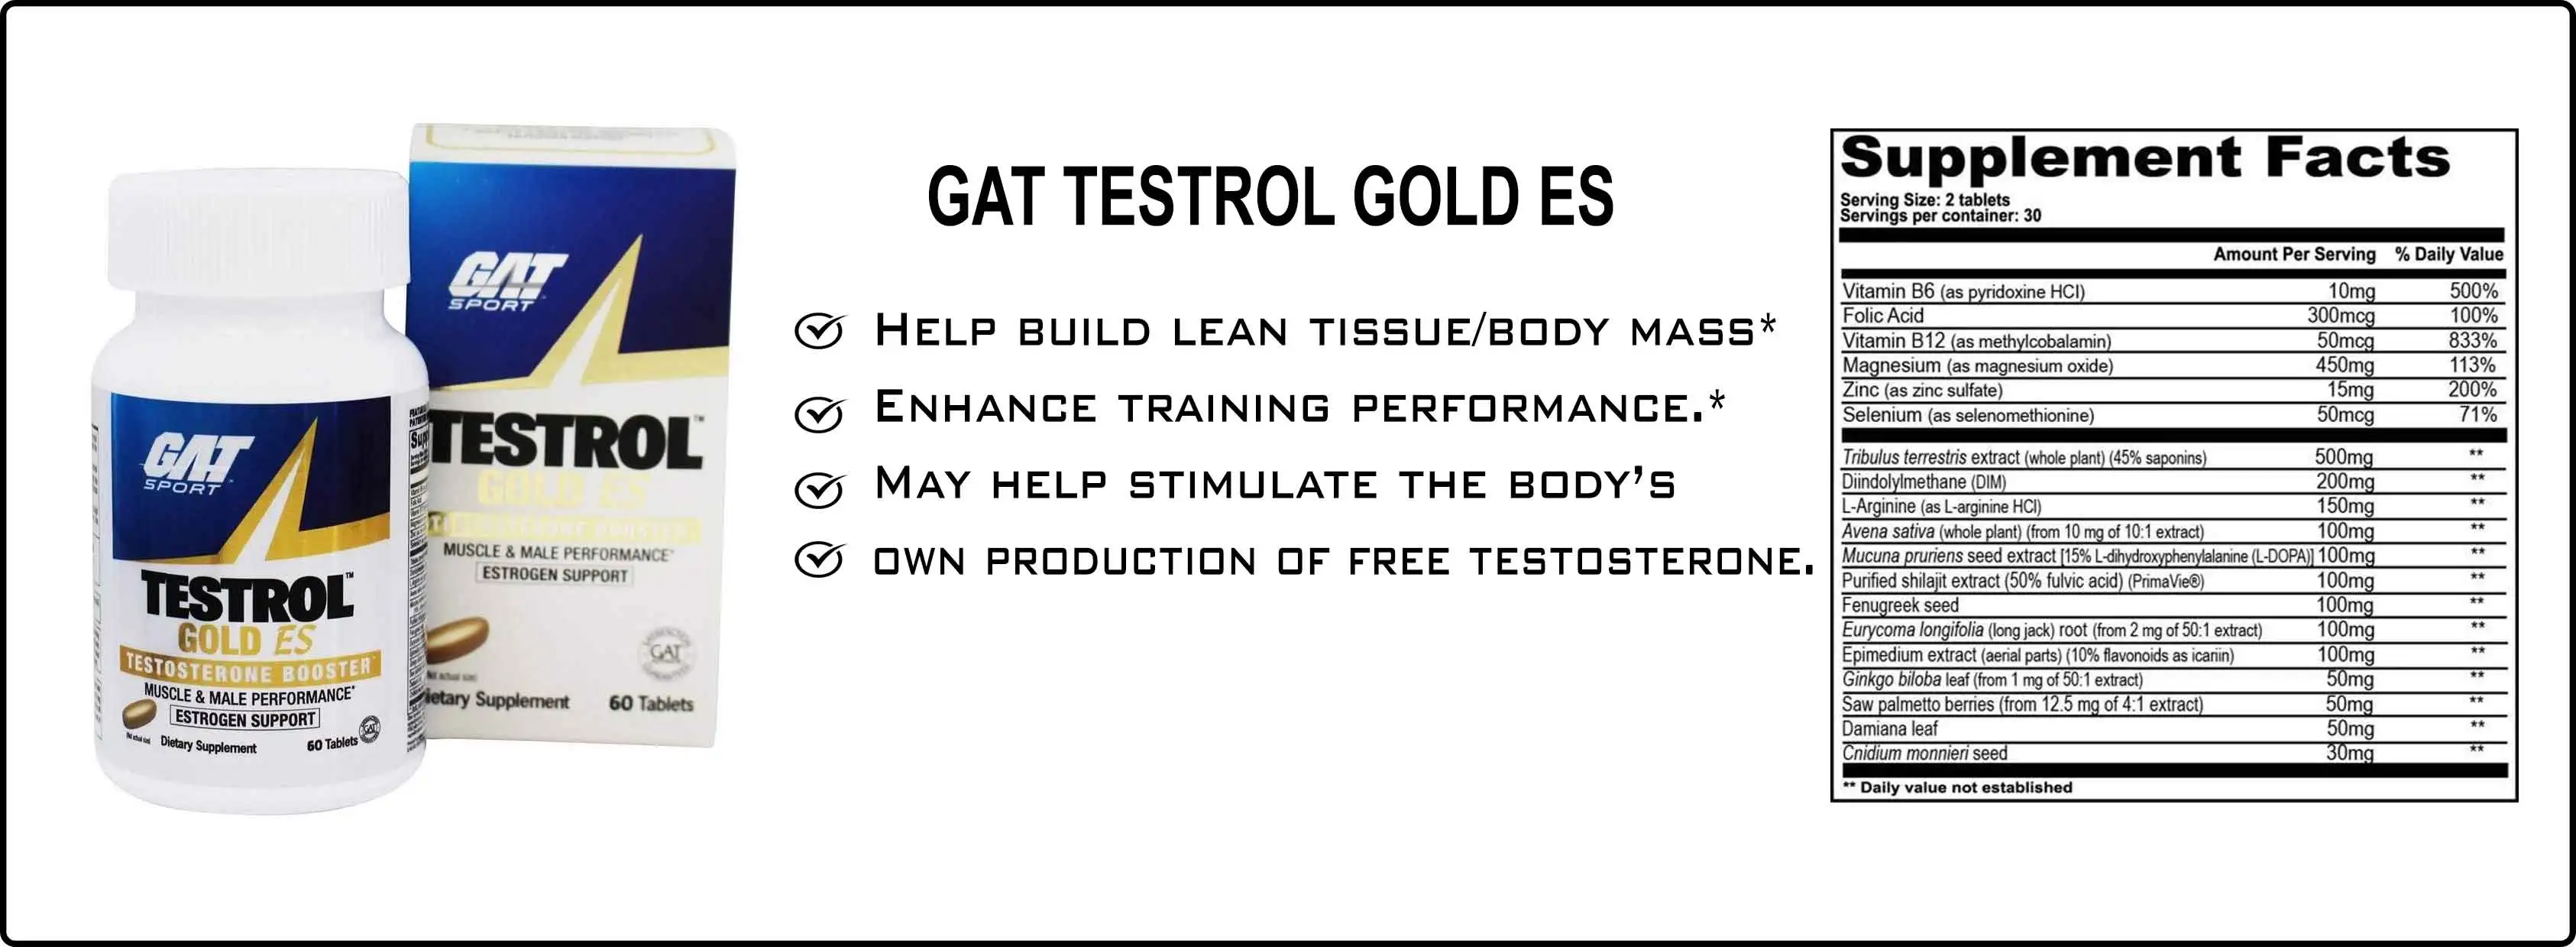 GAT
SPORT
TESTROL™
GOLD ES
TESTOSTERONE BOOSTER
MUSCLE & MALE PERFORMANCE*
ESTROGEN SUPPORT
Dietary Supplement
60 Tablets
GAT
GAT
SPORT
TESTROL™
GOLD ES
MUSCLE & MALE PERFORMANCE*
ESTROGEN SUPPORT
GAT
ietary Supplement
60 Tablets
GAT TESTROL GOLD ES
HELP BUILD LEAN TISSUE/BODY MASS*
ENHANCE TRAINING PERFORMANCE.*
MAY HELP STIMULATE THE BODY'S
OWN PRODUCTION OF FREE TESTOSTERONE.
Supplement Facts
Serving Size: 2 tablets
Servings per container: 30
Amount Per Serving % Daily Value
Vitamin B6 (as pyridoxine HCl) 10mg 500%
Folic Acid 300mcg 100%
Vitamin B12 (as methylcobalamin) 50mcg 833%
Magnesium (as magnesium oxide) 450mg 113%
Zinc (as zinc sulfate) 15mg 200%
Selenium (as selenomethionine) 50mcg 71%
Tribulus terrestris extract (whole plant) (45% saponins) 500mg **
Diindolylmethane (DIM) 200mg **
L-Arginine (as L-arginine HCl) 150mg **
Avena sativa (whole plant) (from 10 mg of 10:1 extract) 100mg **
Mucuna pruriens seed extract [15% L-dihydroxyphenylalanine (L-DOPA)] 100mg **
Purified shilajit extract (50% fulvic acid) (PrimaVie®) 100mg **
Fenugreek seed 100mg **
Eurycoma longifolia (long jack) root (from 2 mg of 50:1 extract) 100mg **
Epimedium extract (aerial parts) (10% flavonoids as icariin) 100mg **
Ginkgo biloba leaf (from 1 mg of 50:1 extract) 50mg **
Saw palmetto berries (from 12.5 mg of 4:1 extract) 50mg **
Damiana leaf 50mg **
Cnidium monnieri seed 30mg **
** Daily value not established